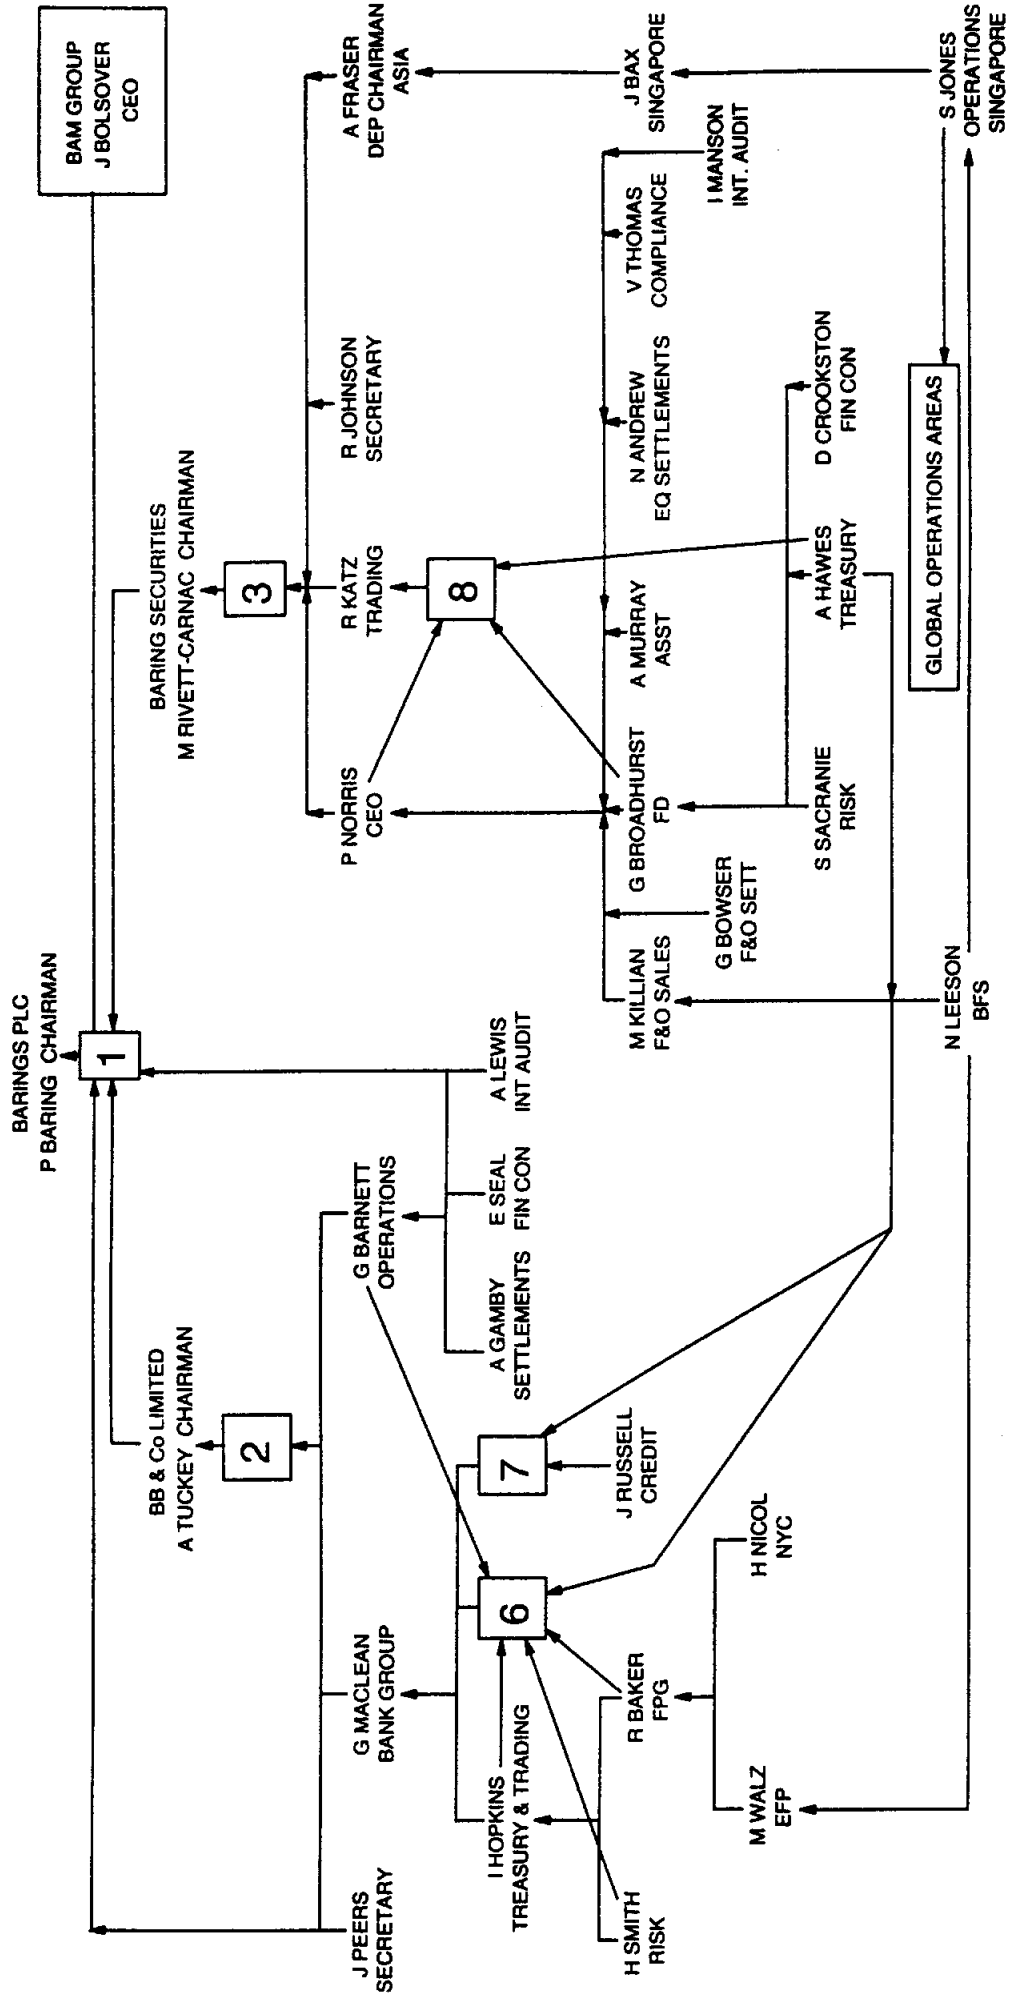 BARINGS PLC
P BARING CHAIRMAN
1
BAM GROUP
J BOLSOVER
CEO
BB & Co LIMITED
A TUCKEY CHAIRMAN
2
BARING SECURITIES
M RIVETT-CARNAC CHAIRMAN
3
J PEERS
SECRETARY
G MACLEAN
BANK GROUP
G BARNETT
OPERATIONS
P NORRIS
CEO
R KATZ
TRADING
R JOHNSON
SECRETARY
A FRASER
DEP CHAIRMAN
ASIA
I HOPKINS
TREASURY & TRADING
6
7
A GAMBY
SETTLEMENTS
E SEAL
FIN CON
A LEWIS
INT AUDIT
8
H SMITH
RISK
R BAKER
FPG
J RUSSELL
CREDIT
M KILLIAN
F&O SALES
G BROADHURST
FD
A MURRAY
ASST
N ANDREW
EQ SETTLEMENTS
V THOMAS
COMPLIANCE
J BAX
SINGAPORE
G BOWSER
F&O SETT
I MANSON
INT. AUDIT
M WALZ
EFP
H NICOL
NYC
S SACRANIE
RISK
A HAWES
TREASURY
D CROOKSTON
FIN CON
GLOBAL OPERATIONS AREAS
N LEESON
BFS
S JONES
OPERATIONS
SINGAPORE